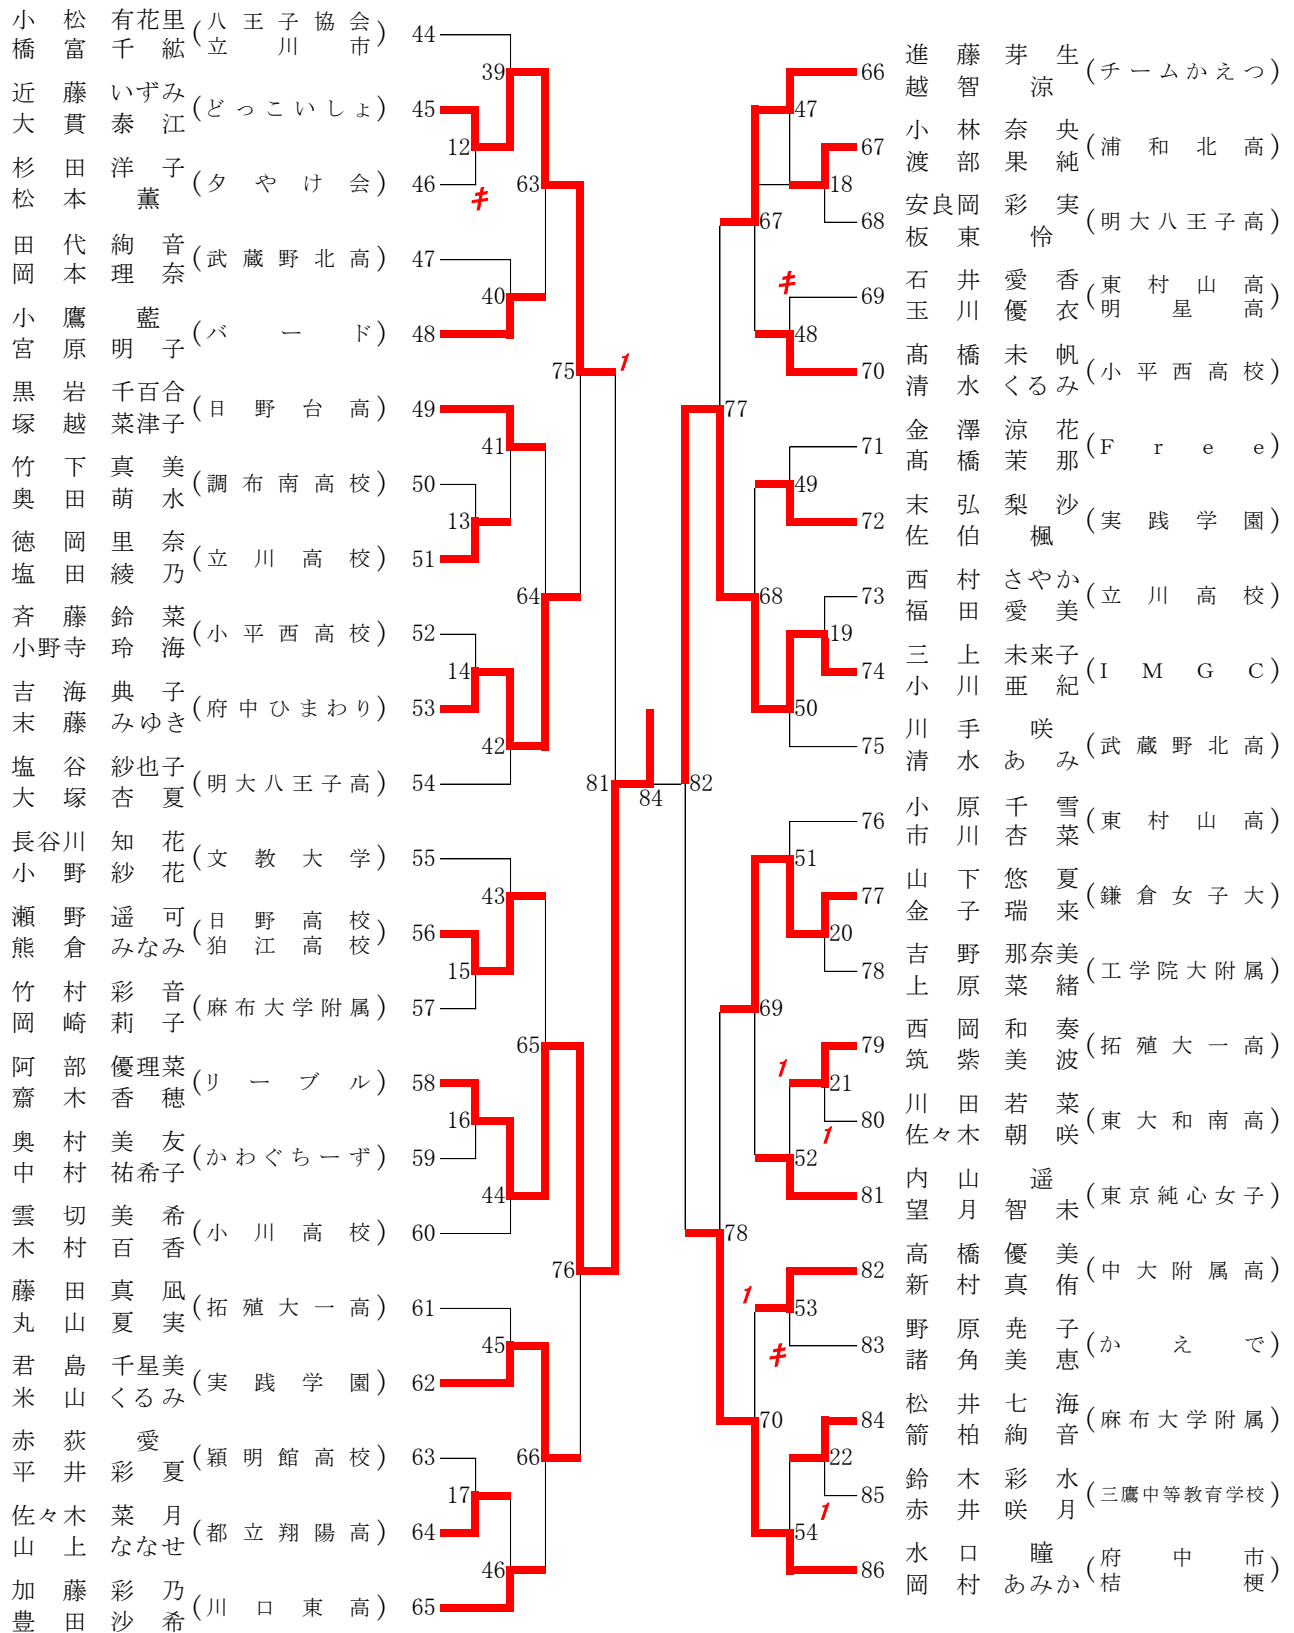 小松 有花里 (八王子協会 44
橋富千紘 立川市)
39
近藤 いずみ (どっこいしょ) 45
大貫泰江
12
杉田洋子 (夕やけ会) 46
松本 薫
キ
63
田代絢音 (武蔵野北高) 47
岡本理奈
40
小鷹 藍 (バード) 48
宮原明子
75
1
黒岩 千百合 (日野台高) 49
塚越 菜津子
41
竹下真美 (調布南高校) 50
奥田萌水
13
徳岡里奈 (立川高校) 51
塩田綾乃
64
斉藤鈴菜 (小平西高校) 52
小野寺 玲海
14
吉海典子 (府中ひまわり) 53
末藤 みゆき
42
塩谷 紗也子 (明大八王子高) 54
大塚杏夏
81
84
82
長谷川 知花 (文教大学) 55
小野紗花
43
瀬野遥可 (日野高校 56
熊倉 みなみ 狛江高校)
15
竹村彩音 (麻布大学附属) 57
岡崎莉子
65
阿部 優理菜 (リーブル) 58
齋木香穂
16
奥村美友 (かわぐちーず) 59
中村 祐希子
44
雲切美希 (小川高校) 60
木村百香
76
藤田真凪 (拓殖大一高) 61
丸山夏実
45
君島 千星美 (実践学園) 62
米山 くるみ
66
赤荻 愛 (穎明館高校) 63
平井彩夏
17
佐々木 菜月 (都立翔陽高) 64
山上 ななせ
46
加藤彩乃 (川口東高) 65
豊田沙希
66 進藤芽生 (チームかえつ)
越智 涼
47
67 小林奈央 (浦和北高)
渡部果純
18
68 安良岡 彩実 (明大八王子高)
板東 怜
67
キ
69 石井愛香 (東村山高
玉川優衣 明星高)
48
70 髙橋未帆 (小平西高校)
清水 くるみ
77
71 金澤涼花 (Free)
髙橋茉那
49
72 末弘梨沙 (実践学園)
佐伯 楓
68
73 西村 さやか (立川高校)
福田愛美
19
74 三上 未来子 (IMGC)
小川亜紀
50
75 川手 咲 (武蔵野北高)
清水あみ
76 小原千雪 (東村山高)
市川杏菜
51
77 山下悠夏 (鎌倉女子大)
金子瑞来
20
78 吉野 那奈美 (工学院大附属)
上原菜緒
69
79 西岡和奏 (拓殖大一高)
筑紫美波
1
21
80 川田若菜 (東大和南高)
佐々木 朝咲
1
52
81 内山 遥 (東京純心女子)
望月智未
78
82 高橋優美 (中大附属高)
新村真侑
1
53
83 野原尭子 (かえで)
諸角美恵
キ
70
84 松井七海 (麻布大学附属)
箭柏絢音
22
85 鈴木彩水 (三鷹中等教育学校)
赤井咲月
1
54
86 水口 瞳 (府中市
岡村 あみか 桔梗)